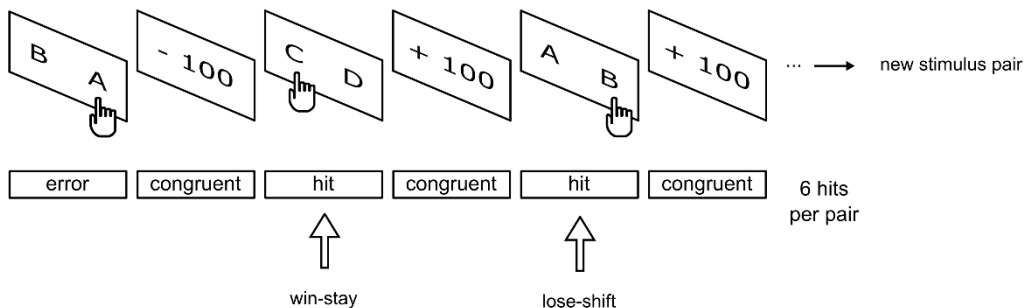 B A
- 100
C D
+ 100
A B
+ 100
... new stimulus pair
error congruent hit congruent hit congruent
6 hits
per pair
win-stay lose-shift